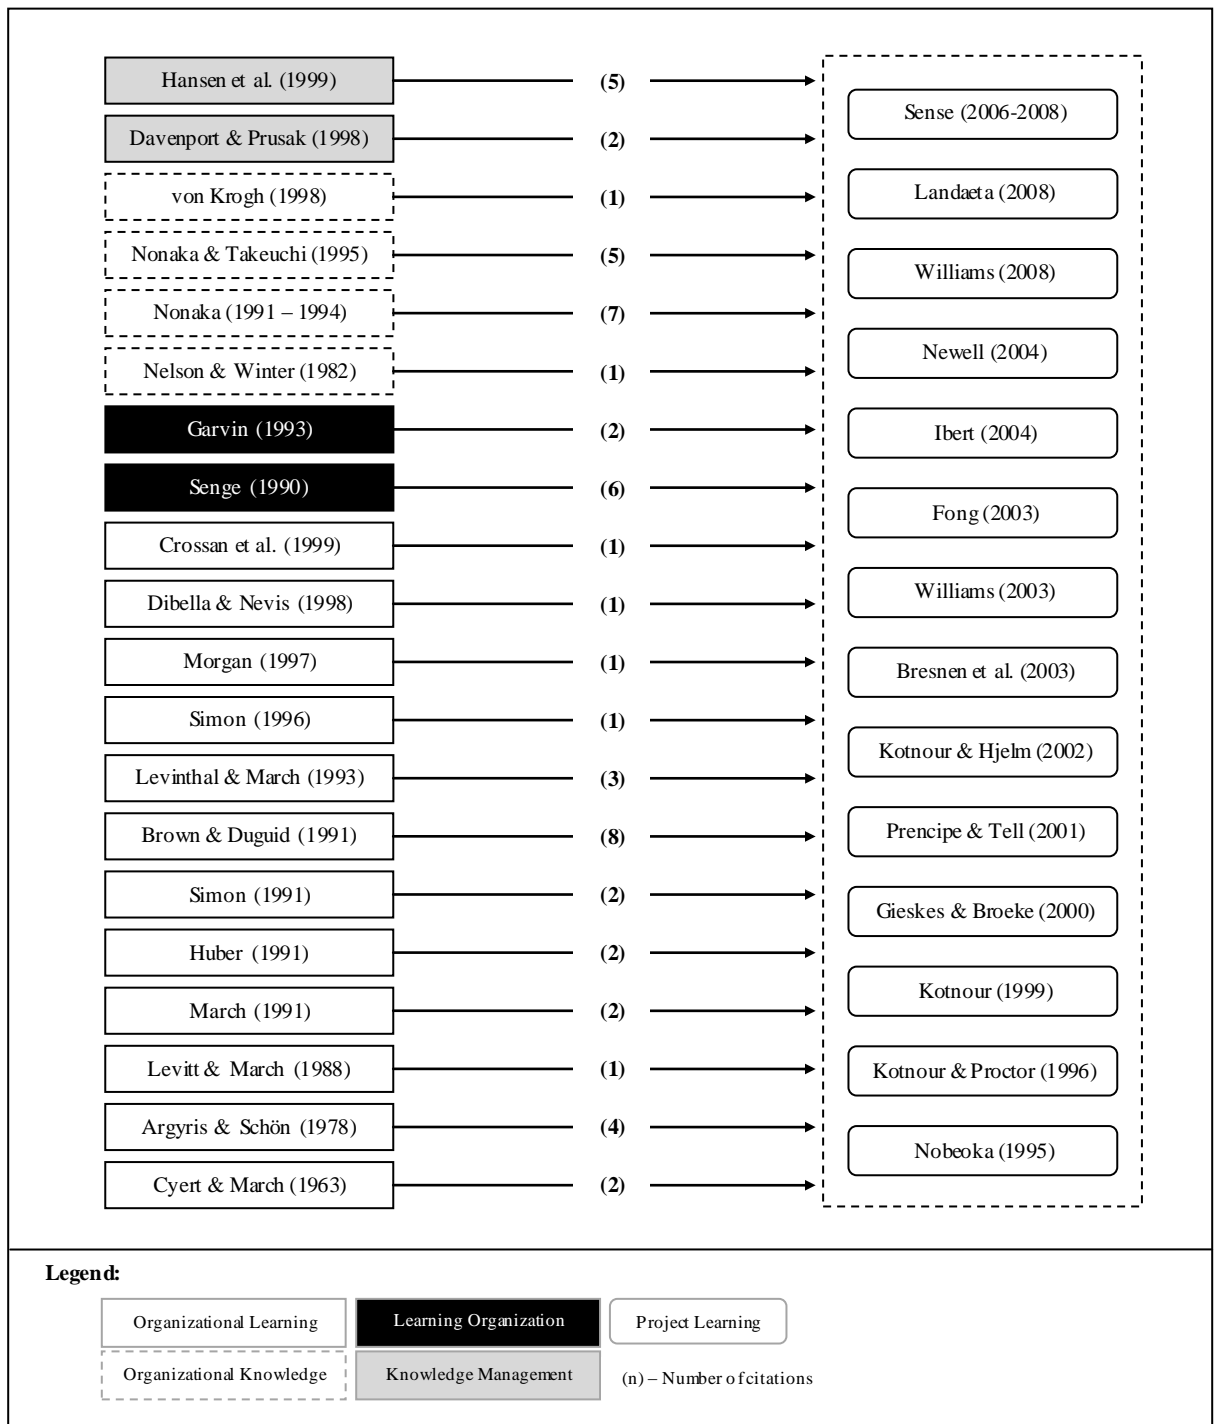 Hansen et al. (1999)
(5)
Davenport & Prusak (1998)
(2)
von Krogh (1998)
(1)
Nonaka & Takeuchi (1995)
(5)
Nonaka (1991 – 1994)
(7)
Nelson & Winter (1982)
(1)
Garvin (1993)
(2)
Senge (1990)
(6)
Crossan et al. (1999)
(1)
Dibella & Nevis (1998)
(1)
Morgan (1997)
(1)
Simon (1996)
(1)
Levinthal & March (1993)
(3)
Brown & Duguid (1991)
(8)
Simon (1991)
(2)
Huber (1991)
(2)
March (1991)
(2)
Levitt & March (1988)
(1)
Argyris & Schön (1978)
(4)
Cyert & March (1963)
(2)
Sense (2006-2008)
Landaeta (2008)
Williams (2008)
Newell (2004)
Ibert (2004)
Fong (2003)
Williams (2003)
Bresnen et al. (2003)
Kotnour & Hjelm (2002)
Prencipe & Tell (2001)
Gieskes & Broeke (2000)
Kotnour (1999)
Kotnour & Proctor (1996)
Nobeoka (1995)
Legend:
Organizational Learning
Learning Organization
Project Learning
Organizational Knowledge
Knowledge Management
(n) – Number of citations